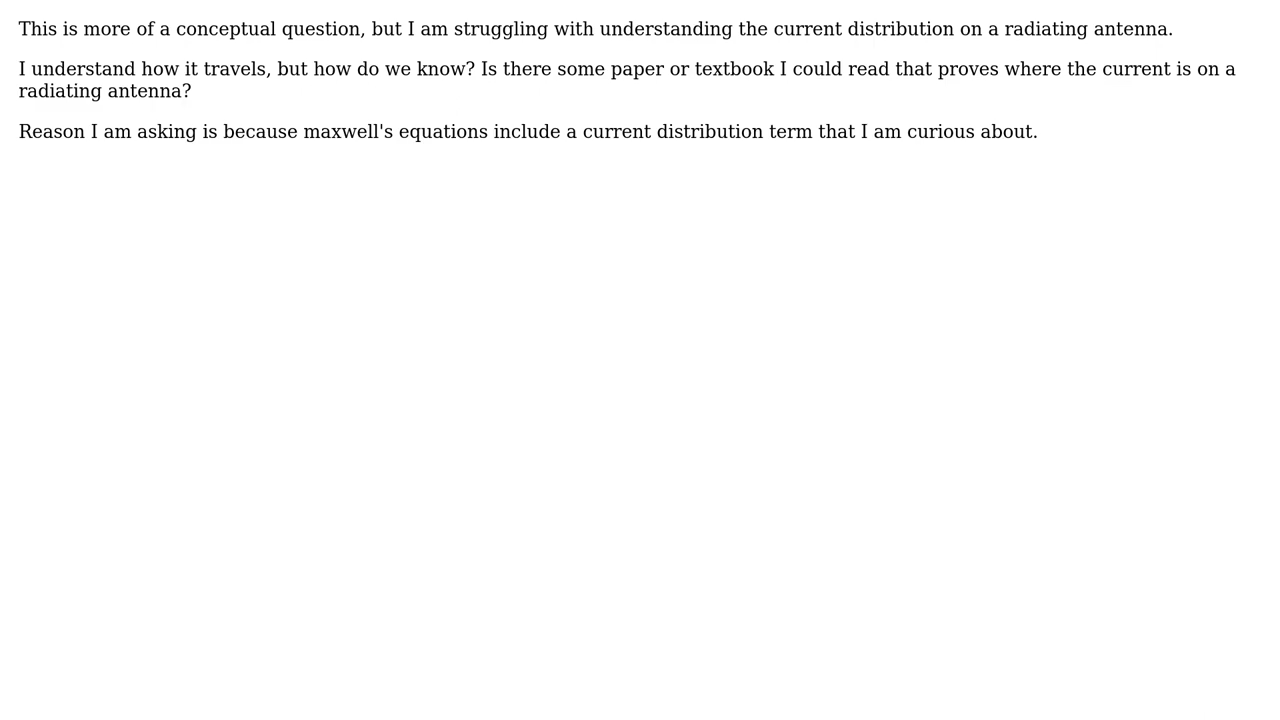 This is more of a conceptual question, but I am struggling with understanding the current distribution on a radiating antenna.
I understand how it travels, but how do we know? Is there some paper or textbook I could read that proves where the current is on a
radiating antenna?
Reason I am asking is because maxwell's equations include a current distribution term that I am curious about.